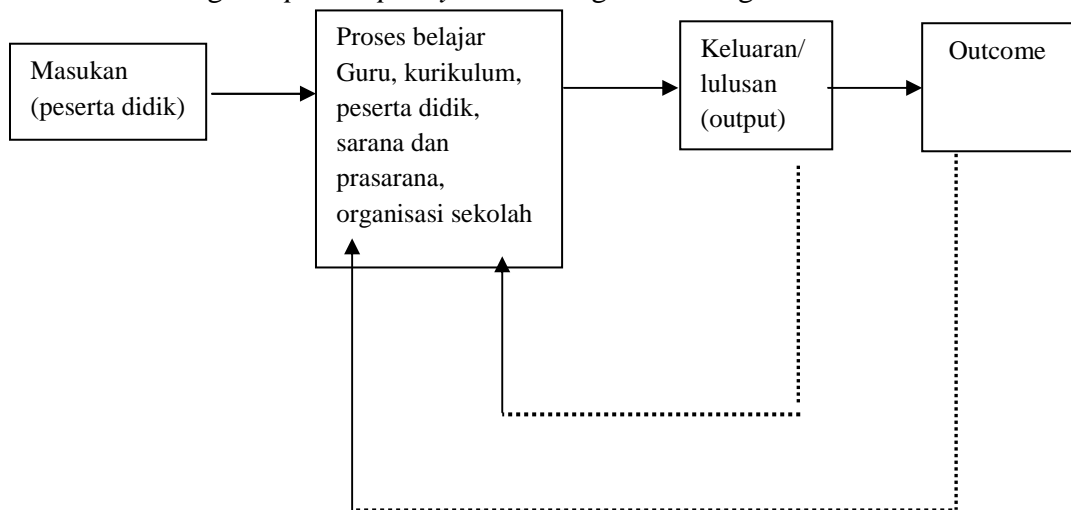 Masukan
(peserta didik)
Proses belajar
Guru, kurikulum,
peserta didik,
sarana dan
prasarana,
organisasi sekolah
Keluaran/
lulusan
(output)
Outcome